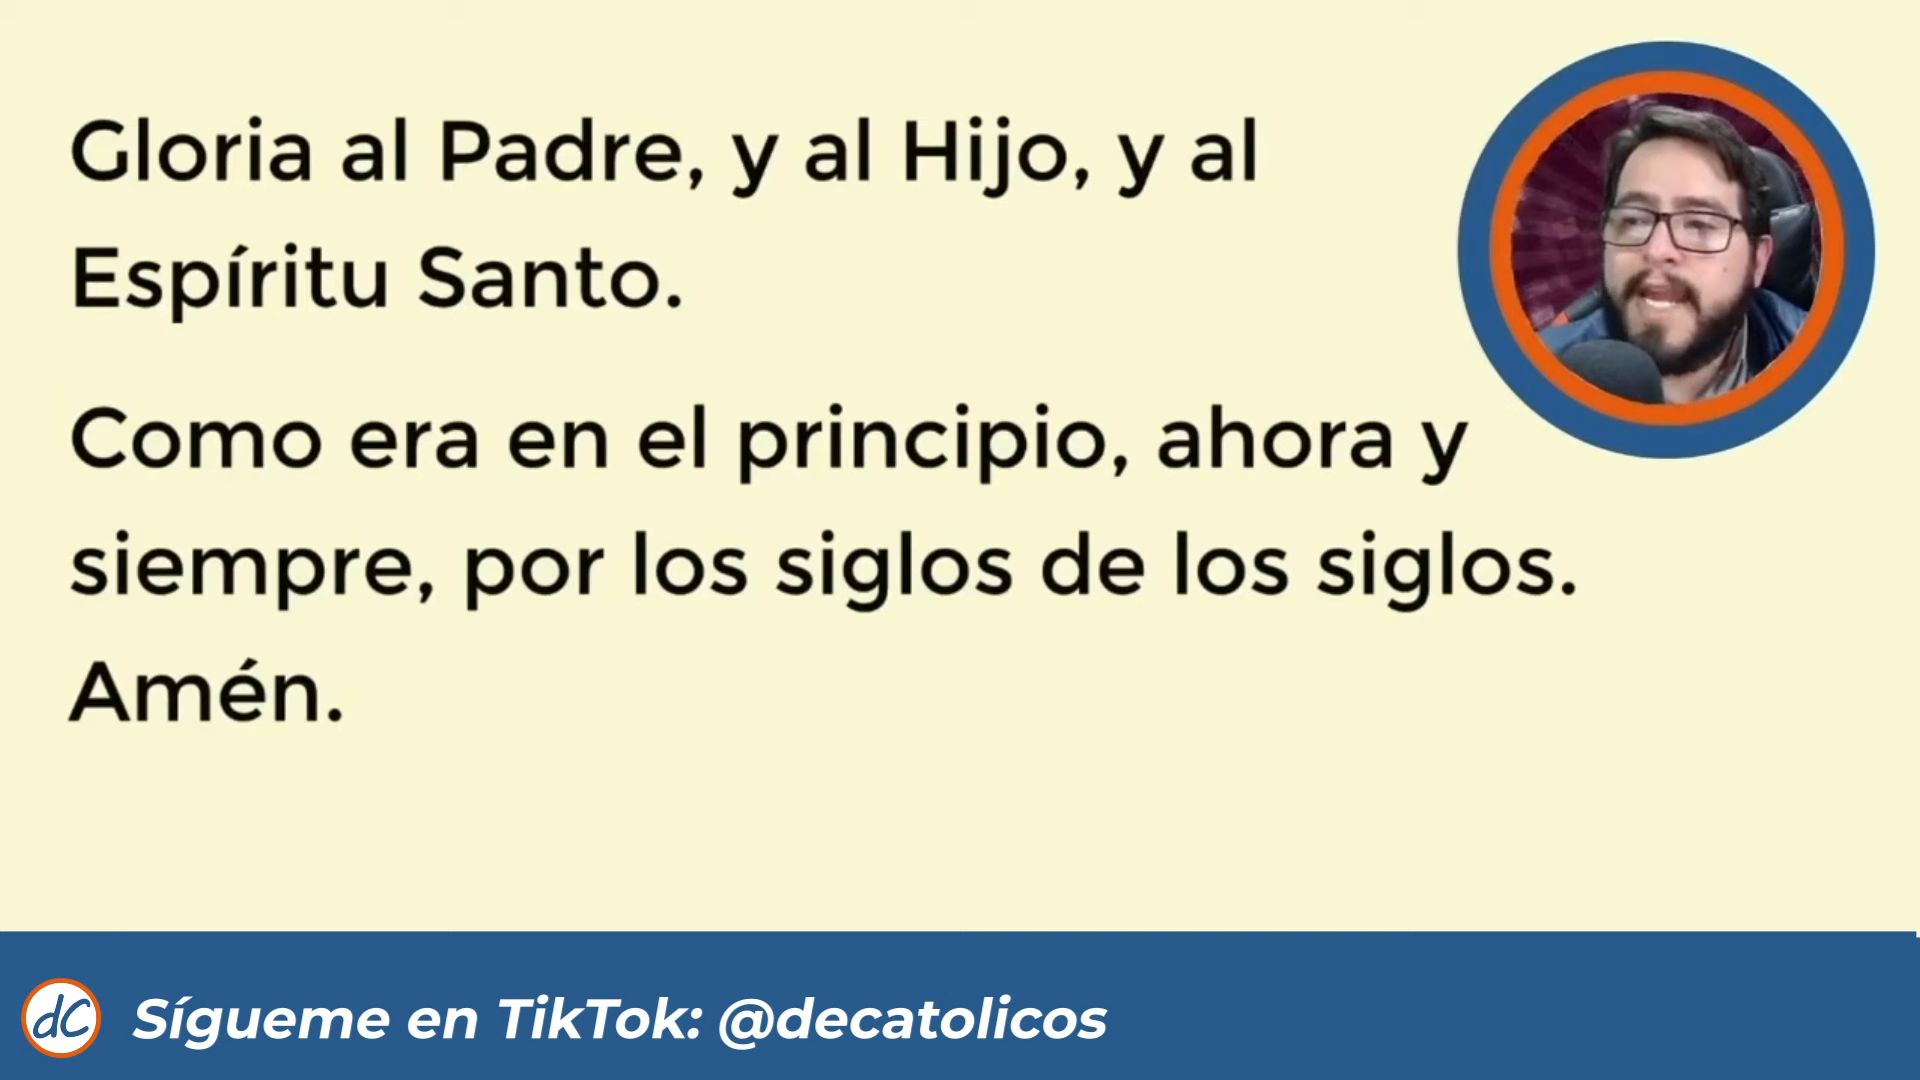 Gloria al Padre, y al Hijo, y al
Espíritu Santo.
Como era en el principio, ahora y
siempre, por los siglos de los siglos.
Amén.
dC Sígueme en TikTok: @decatolicos